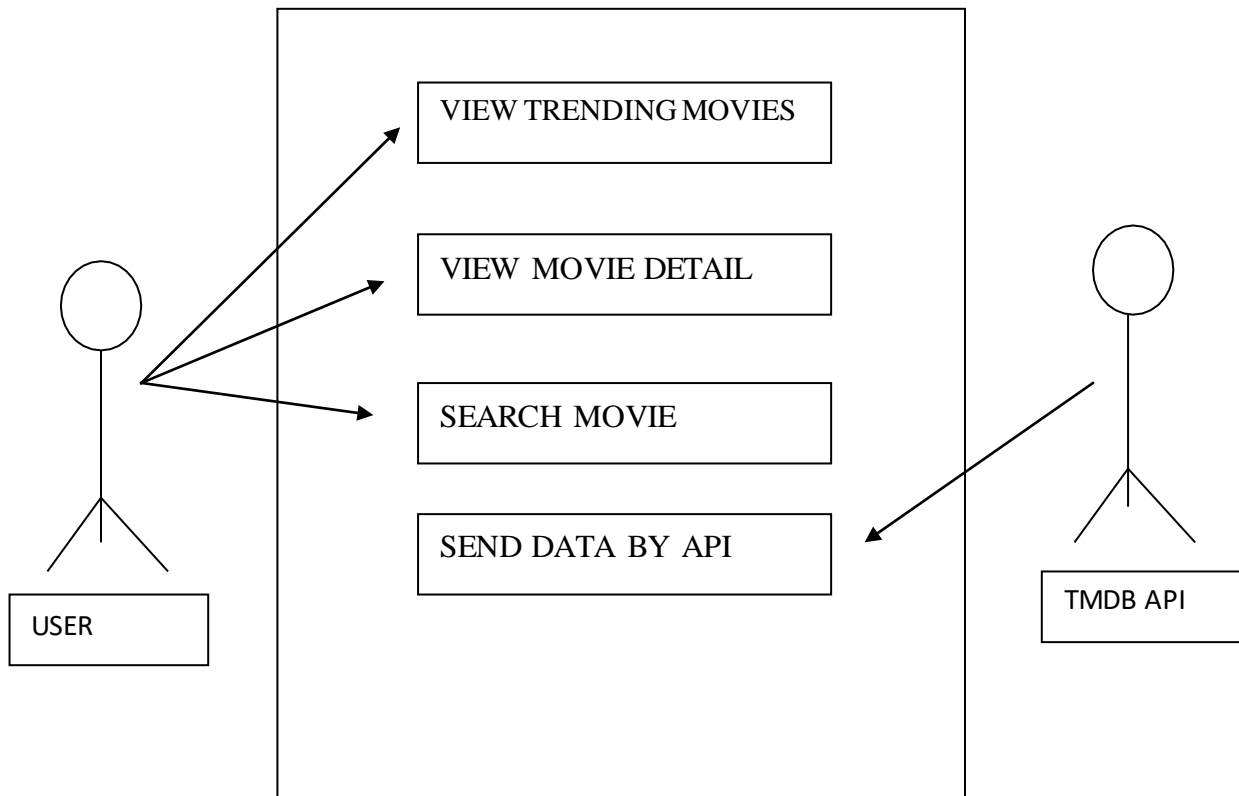 VIEW TRENDING MOVIES
VIEW MOVIE DETAIL
SEARCH MOVIE
SEND DATA BY API
USER
TMDB API